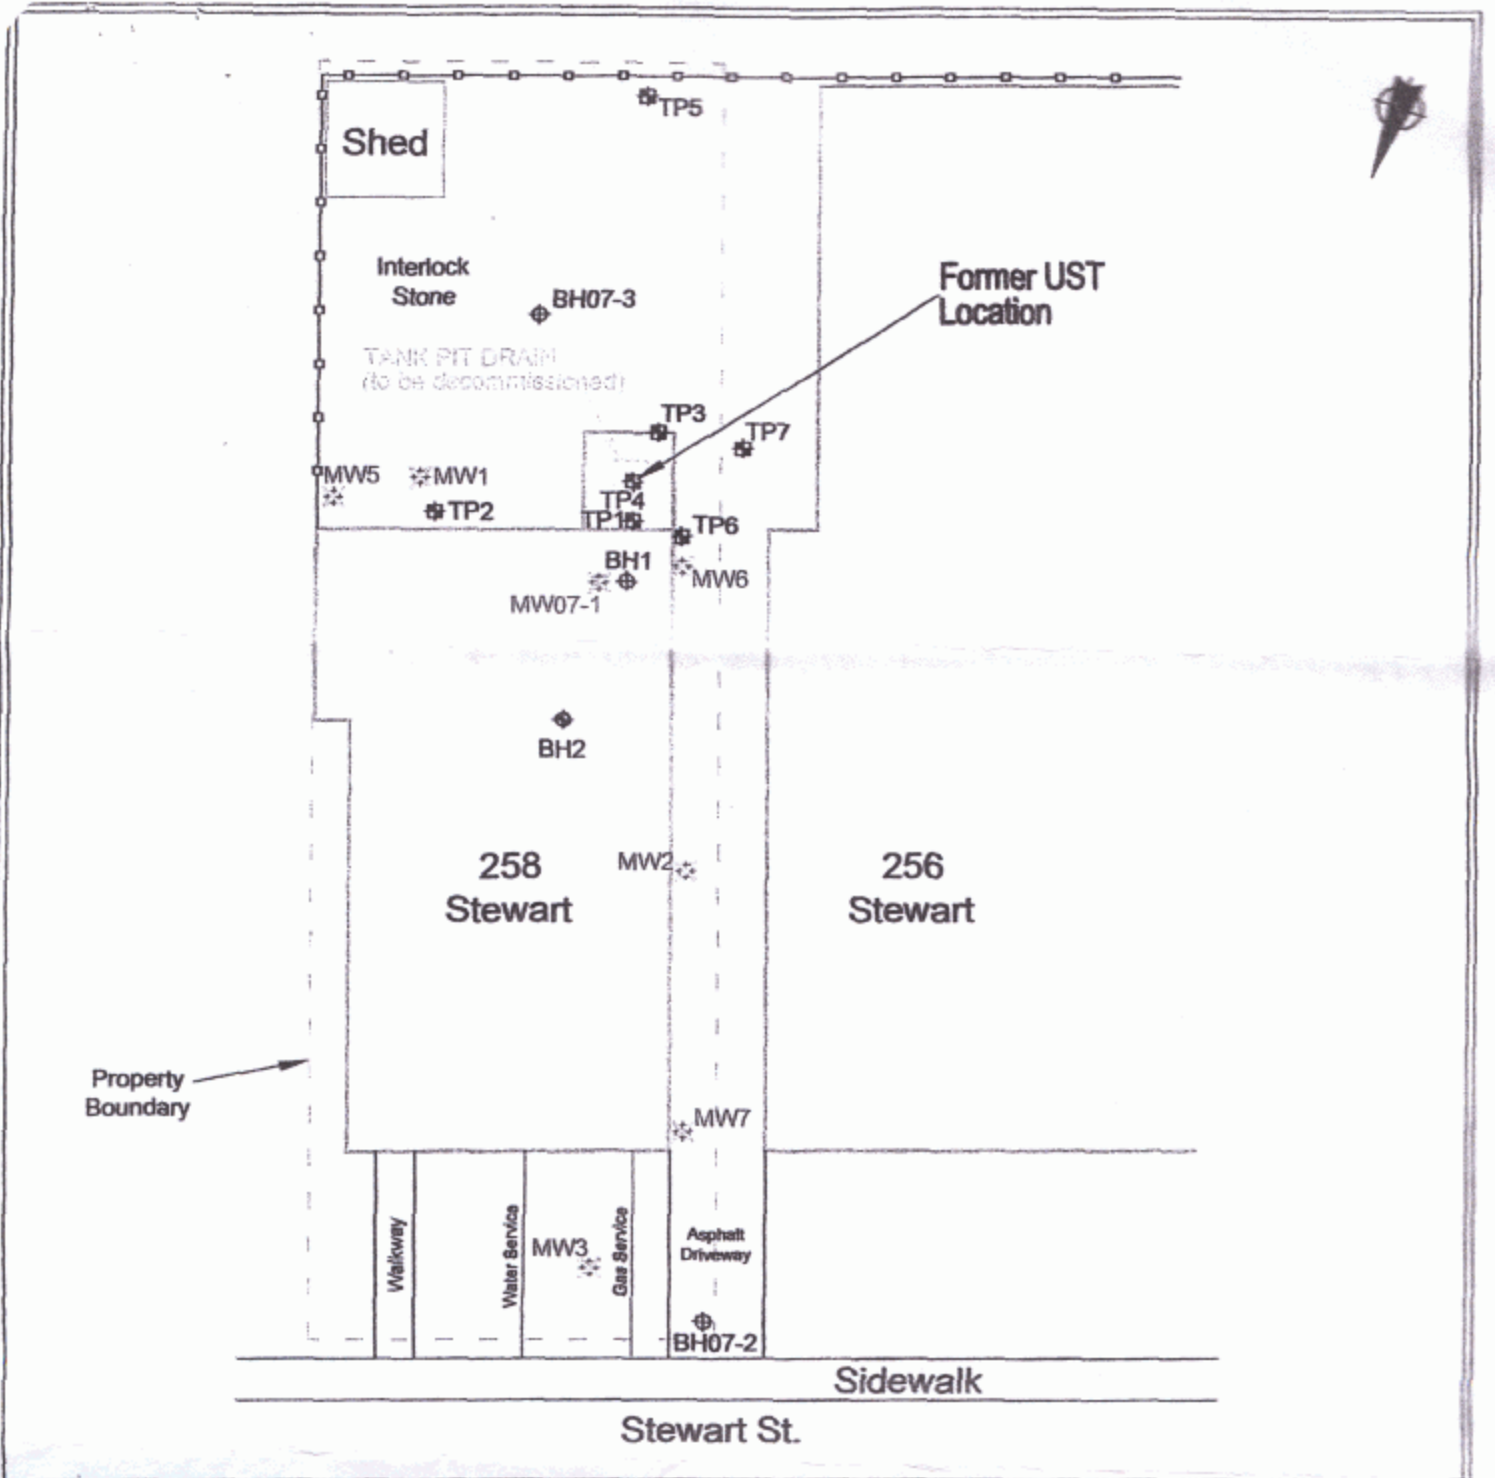 TP5
Shed
Interlock
Stone
BH07-3
Former UST
Location
TANK PIT DRAIN
(to be decommissioned)
TP3
TP7
MW5
MW1
TP2
TP4
TP1
TP6
BH1
MW6
MW07-1
BH2
MW2
258
Stewart
256
Stewart
Property
Boundary
MW7
Walkway
Water Service
MW3
Gas Service
Asphalt
Driveway
BH07-2
Sidewalk
Stewart St.